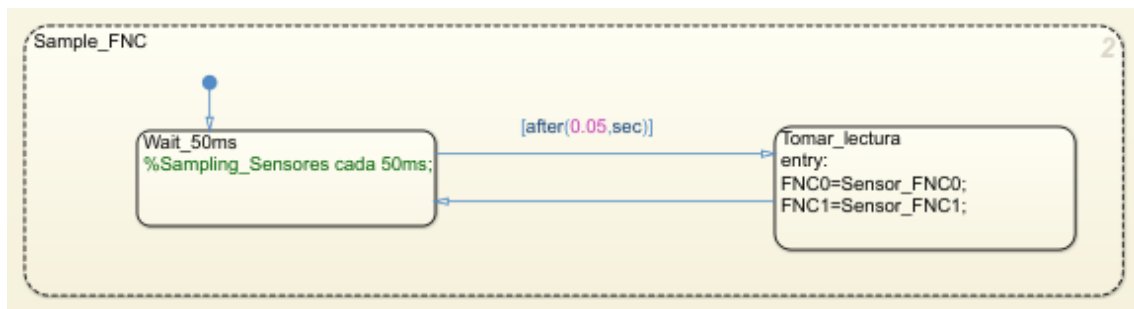 Sample_FNC
2
Wait_50ms
%Sampling_Sensores cada 50ms;
[after(0.05,sec)]
Tomar_lectura
entry:
FNC0=Sensor_FNC0;
FNC1=Sensor_FNC1;